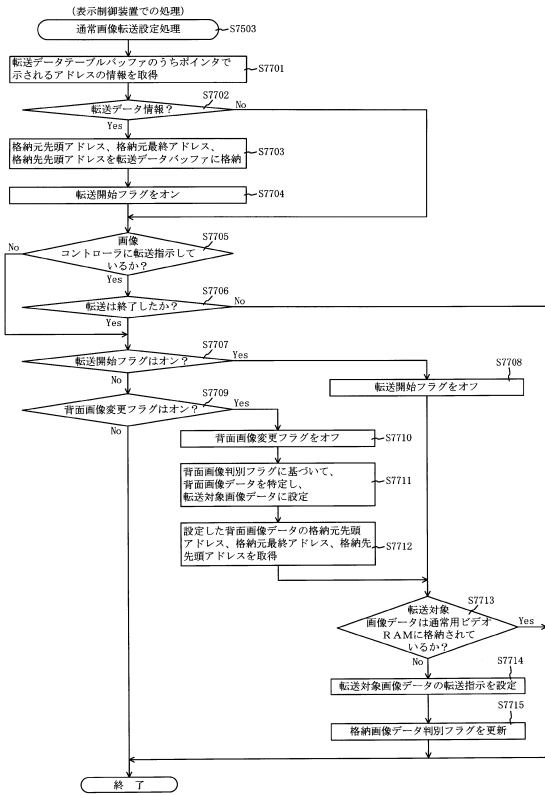 (表示制御装置での処理)
通常画像転送設定処理
S7503
転送データテーブルバッファのうちポインタで
示されるアドレスの情報を取得
S7701
転送データ情報?
S7702
No
Yes
格納元先頭アドレス、格納元最終アドレス、
格納先先頭アドレスを転送データバッファに格納
S7703
転送開始フラグをオン
S7704
画像
コントローラに転送指示して
いるか?
S7705
No
Yes
転送は終了したか?
S7706
No
Yes
転送開始フラグはオン?
S7707
Yes
No
転送開始フラグをオフ
S7708
背面画像変更フラグはオン?
S7709
Yes
No
背面画像変更フラグをオフ
S7710
背面画像判別フラグに基づいて、
背面画像データを特定し、
転送対象画像データに設定
S7711
設定した背面画像データの格納元先頭
アドレス、格納元最終アドレス、格納先
先頭アドレスを取得
S7712
転送対象
画像データは通常用ビデオ
RAMに格納されて
いるか?
S7713
Yes
No
転送対象画像データの転送指示を設定
S7714
格納画像データ判別フラグを更新
S7715
終 了